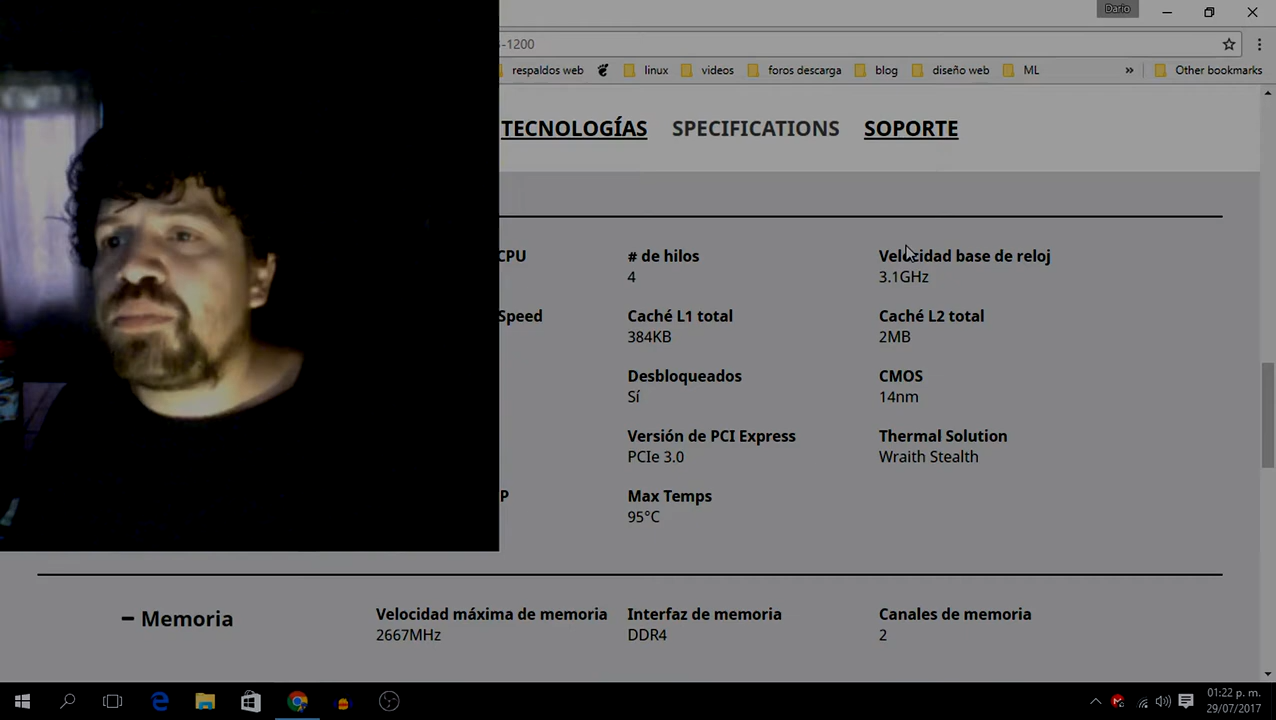 Dario
-1200
respaldos web linux videos foros descarga blog diseño web ML » Other bookmarks
TECNOLOGÍAS SPECIFICATIONS SOPORTE
CPU # de hilos Velocidad base de reloj
4 3.1GHz
Speed Caché L1 total Caché L2 total
384KB 2MB
Desbloqueados CMOS
Sí 14nm
Versión de PCI Express Thermal Solution
PCIe 3.0 Wraith Stealth
P Max Temps
95°C
Memoria Velocidad máxima de memoria Interfaz de memoria Canales de memoria
2667MHz DDR4 2
01:22 p. m.
29/07/2017